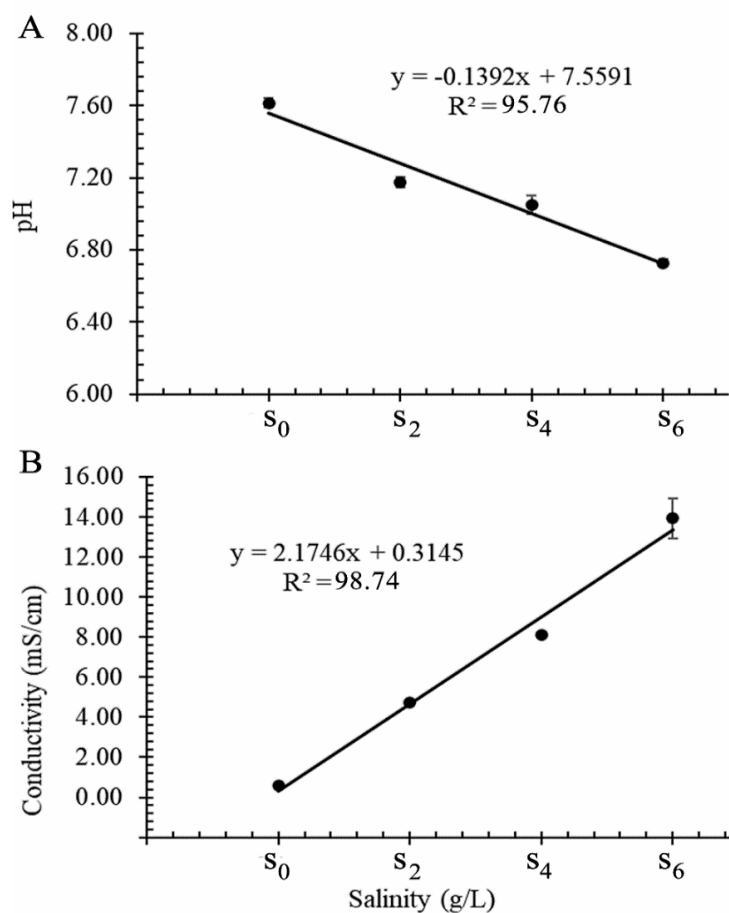 A
8.00
y = -0.1392x + 7.5591
R² = 95.76
7.60
7.20
pH
6.80
6.40
6.00
S₀ S₂ S₄ S₆
B
16.00
14.00
y = 2.1746x + 0.3145
R² = 98.74
12.00
10.00
8.00
Conductivity (mS/cm)
6.00
4.00
2.00
0.00
S₀ S₂ S₄ S₆
Salinity (g/L)